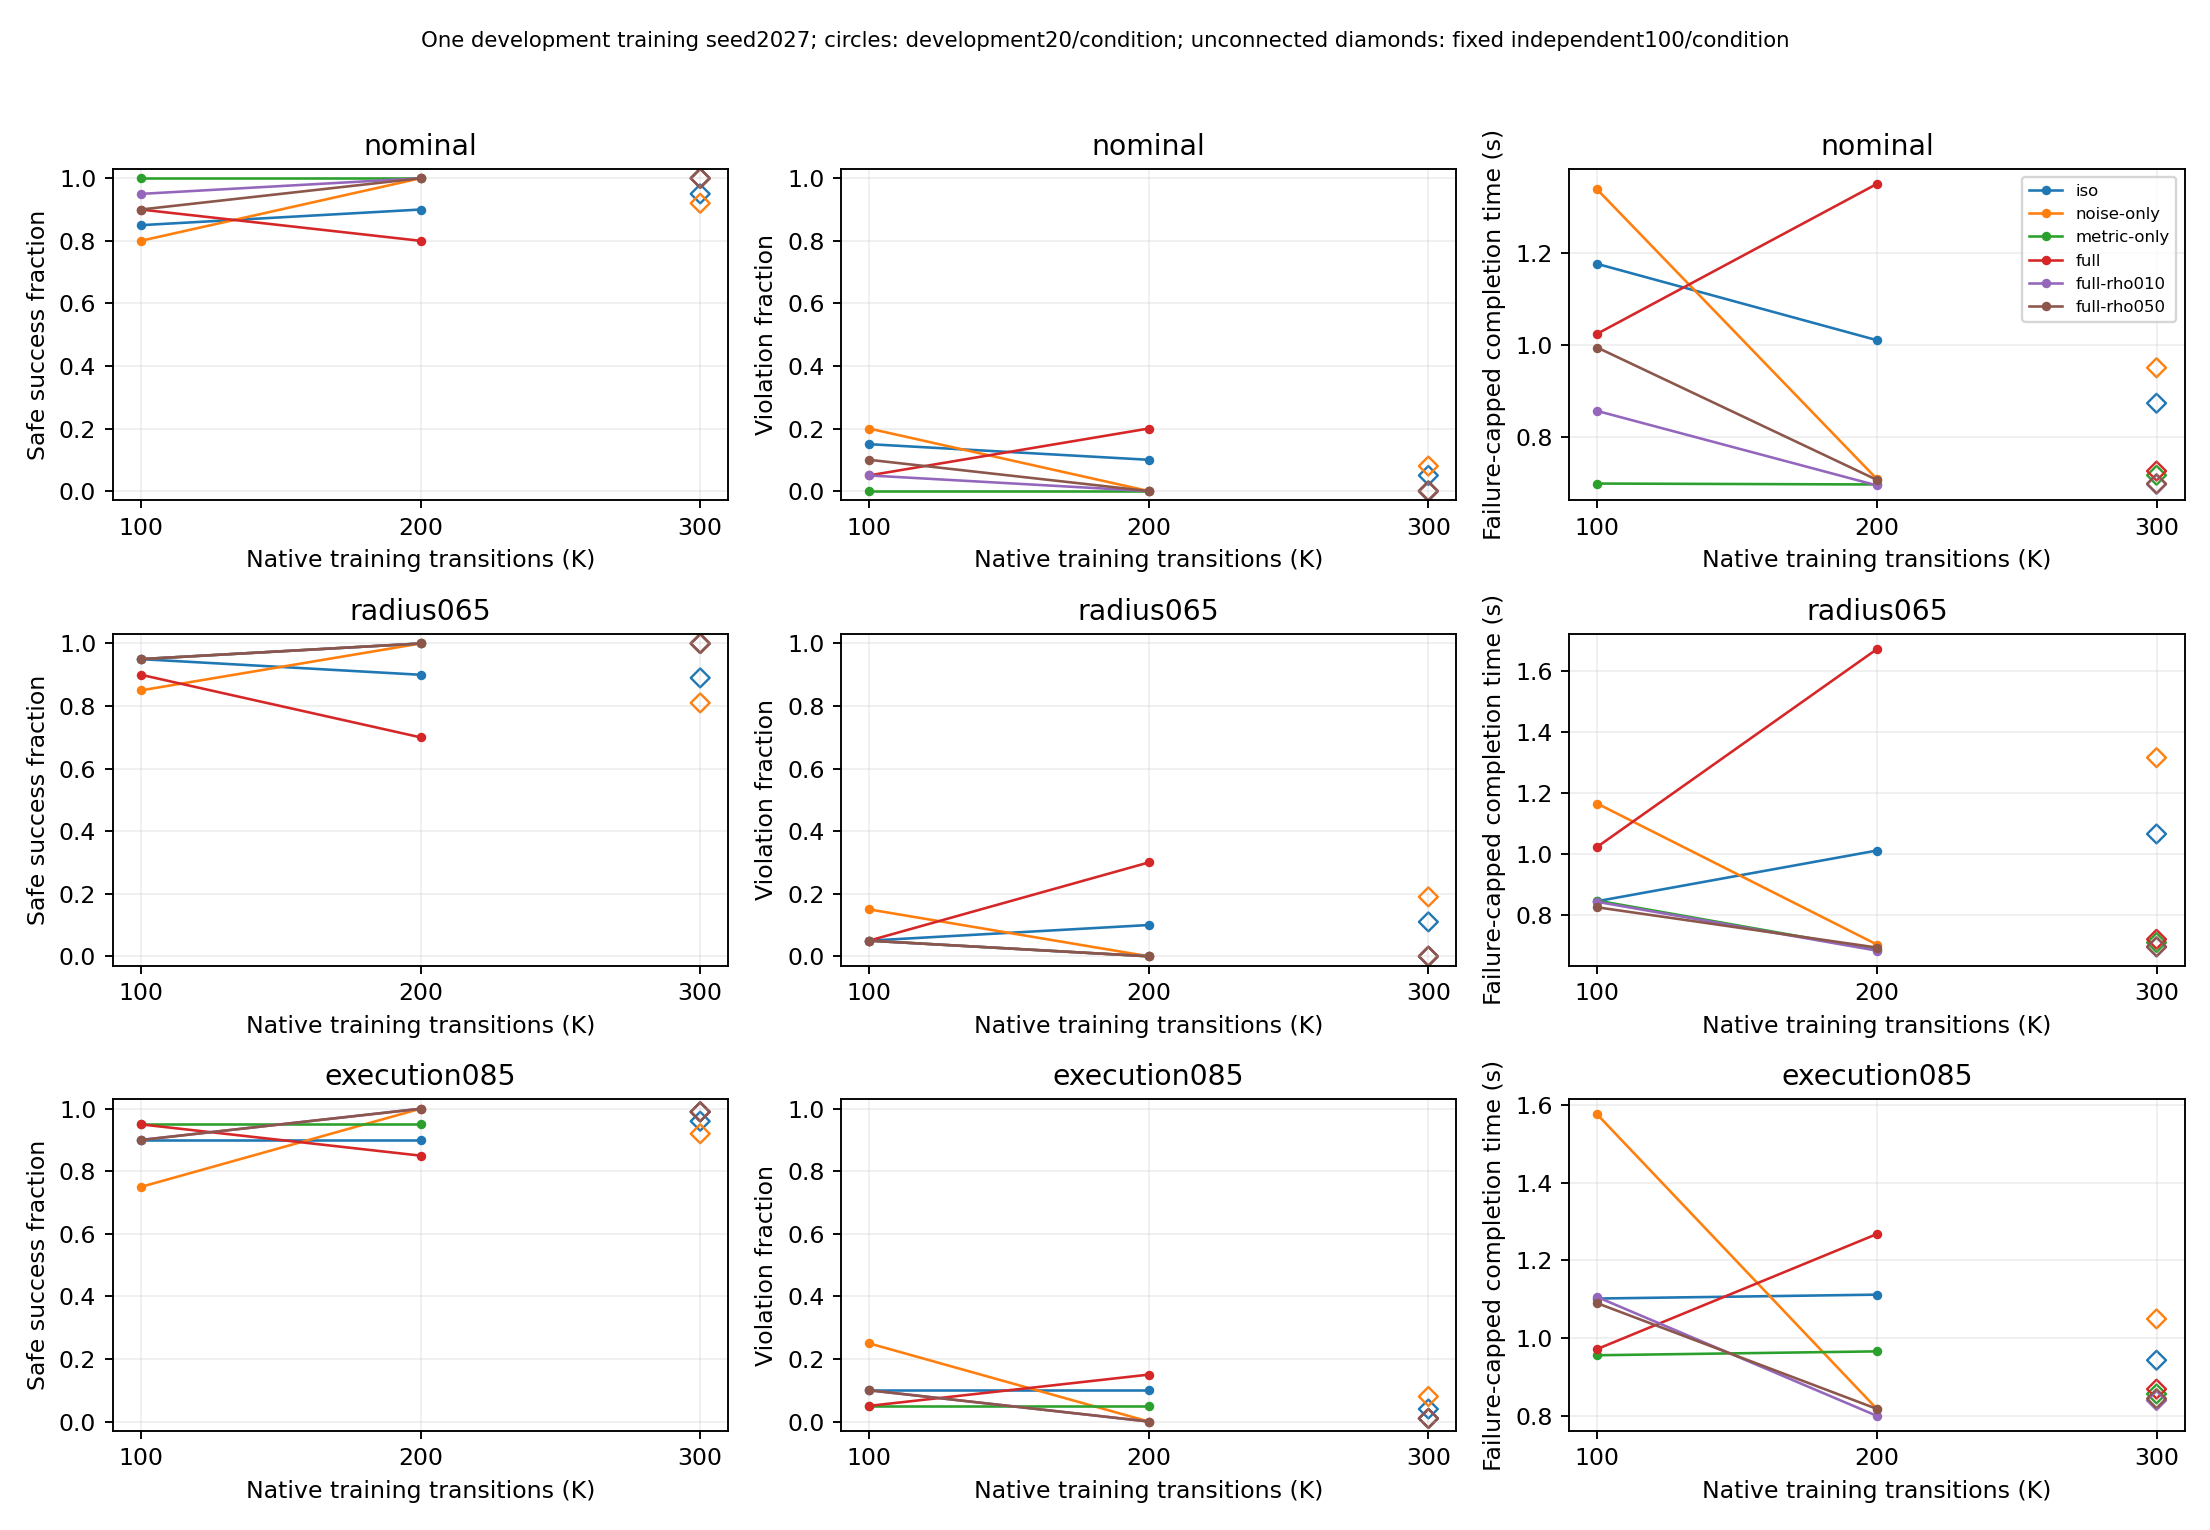 One development training seed2027; circles: development20/condition; unconnected diamonds: fixed independent100/condition
nominal
Safe success fraction
1.0
0.8
0.6
0.4
0.2
0.0
100
200
300
Native training transitions (K)
nominal
Violation fraction
1.0
0.8
0.6
0.4
0.2
0.0
100
200
300
Native training transitions (K)
nominal
Failure-capped completion time (s)
1.2
1.0
0.8
iso
noise-only
metric-only
full
full-rho010
full-rho050
100
200
300
Native training transitions (K)
radius065
Safe success fraction
1.0
0.8
0.6
0.4
0.2
0.0
100
200
300
Native training transitions (K)
radius065
Violation fraction
1.0
0.8
0.6
0.4
0.2
0.0
100
200
300
Native training transitions (K)
radius065
Failure-capped completion time (s)
1.6
1.4
1.2
1.0
0.8
100
200
300
Native training transitions (K)
execution085
Safe success fraction
1.0
0.8
0.6
0.4
0.2
0.0
100
200
300
Native training transitions (K)
execution085
Violation fraction
1.0
0.8
0.6
0.4
0.2
0.0
100
200
300
Native training transitions (K)
execution085
Failure-capped completion time (s)
1.6
1.4
1.2
1.0
0.8
100
200
300
Native training transitions (K)